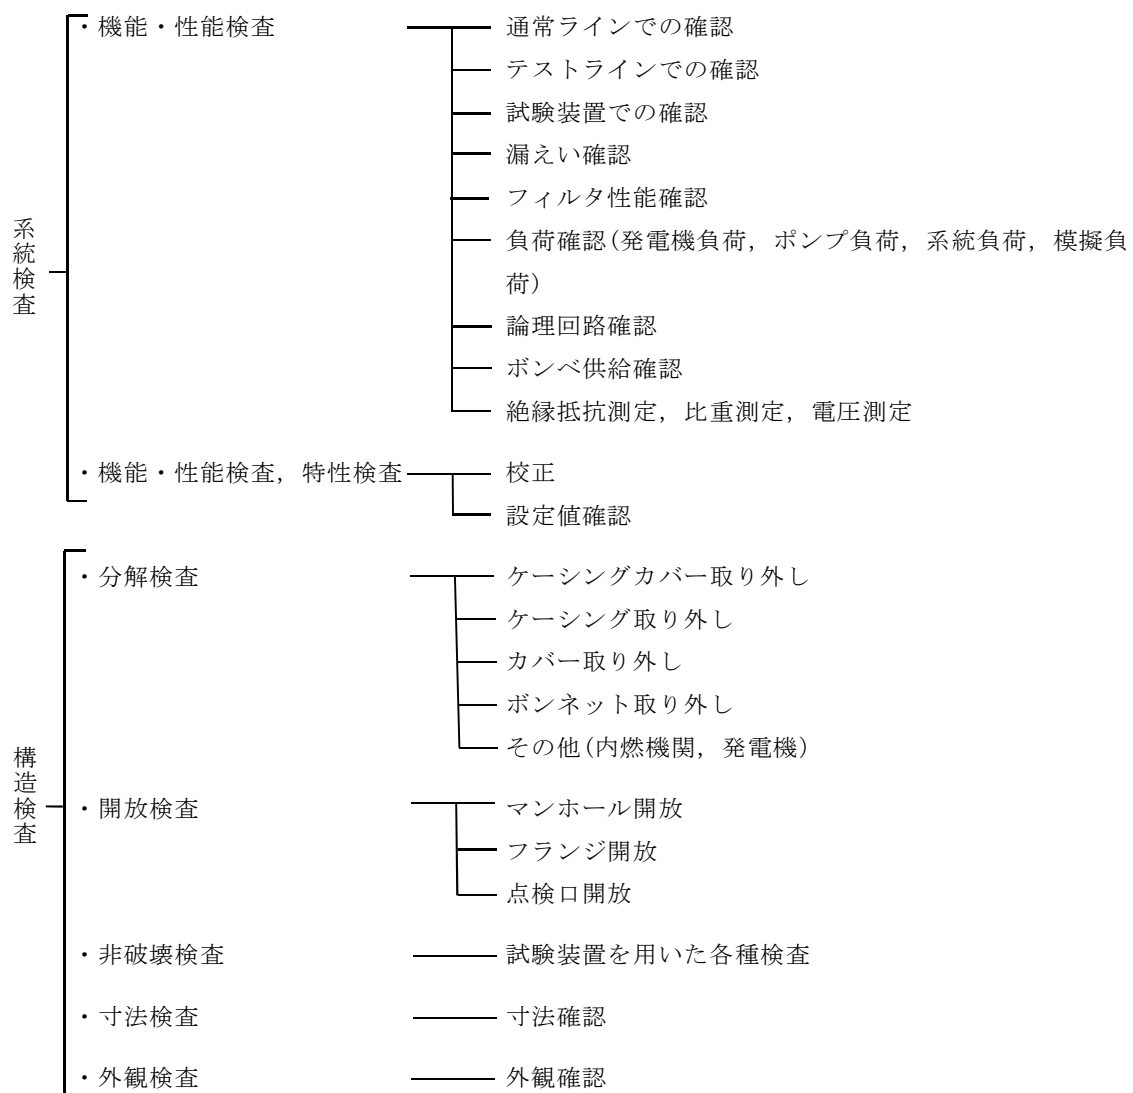 系統検査
・機能・性能検査
通常ラインでの確認
テストラインでの確認
試験装置での確認
漏えい確認
フィルタ性能確認
負荷確認(発電機負荷，ポンプ負荷，系統負荷，模擬負
荷)
論理回路確認
ボンベ供給確認
絶縁抵抗測定，比重測定，電圧測定
・機能・性能検査，特性検査
校正
設定値確認
構造検査
・分解検査
ケーシングカバー取り外し
ケーシング取り外し
カバー取り外し
ボンネット取り外し
その他(内燃機関，発電機)
・開放検査
マンホール開放
フランジ開放
点検口開放
・非破壊検査
試験装置を用いた各種検査
・寸法検査
寸法確認
・外観検査
外観確認